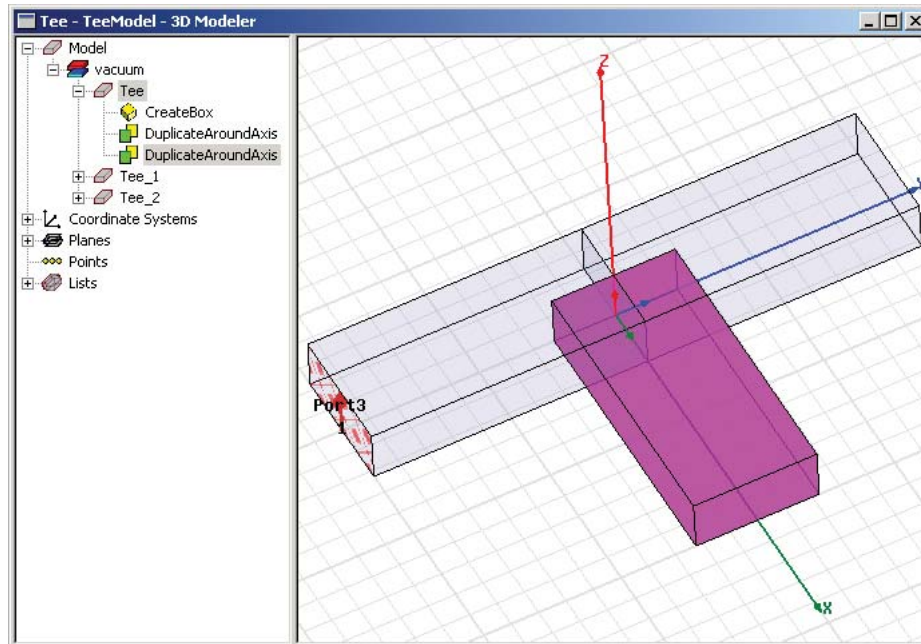 Tee - TeeModel - 3D Modeler
Model
vacuum
Tee
CreateBox
DuplicateAroundAxis
DuplicateAroundAxis
Tee_1
Tee_2
Coordinate Systems
Planes
Points
Lists
Z
Port3
1
X